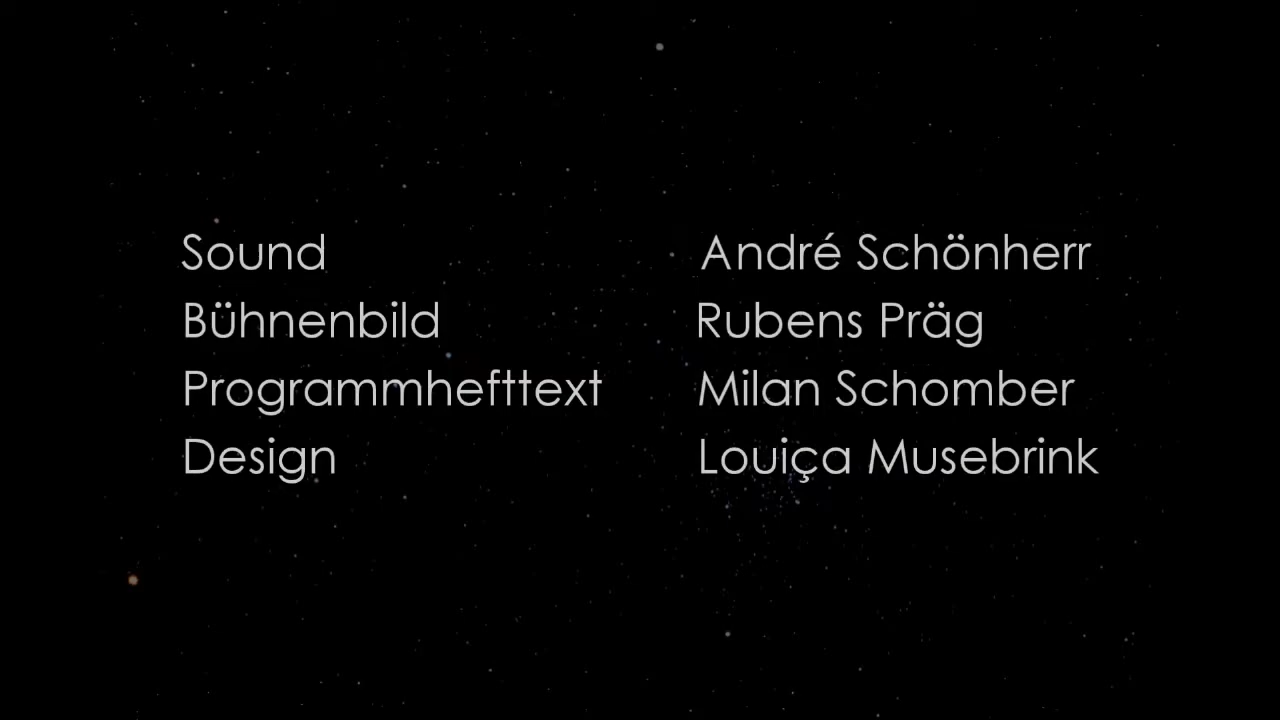 Sound André Schönherr
Bühnenbild Rubens Präg
Programmhefttext Milan Schomber
Design Louiça Musebrink